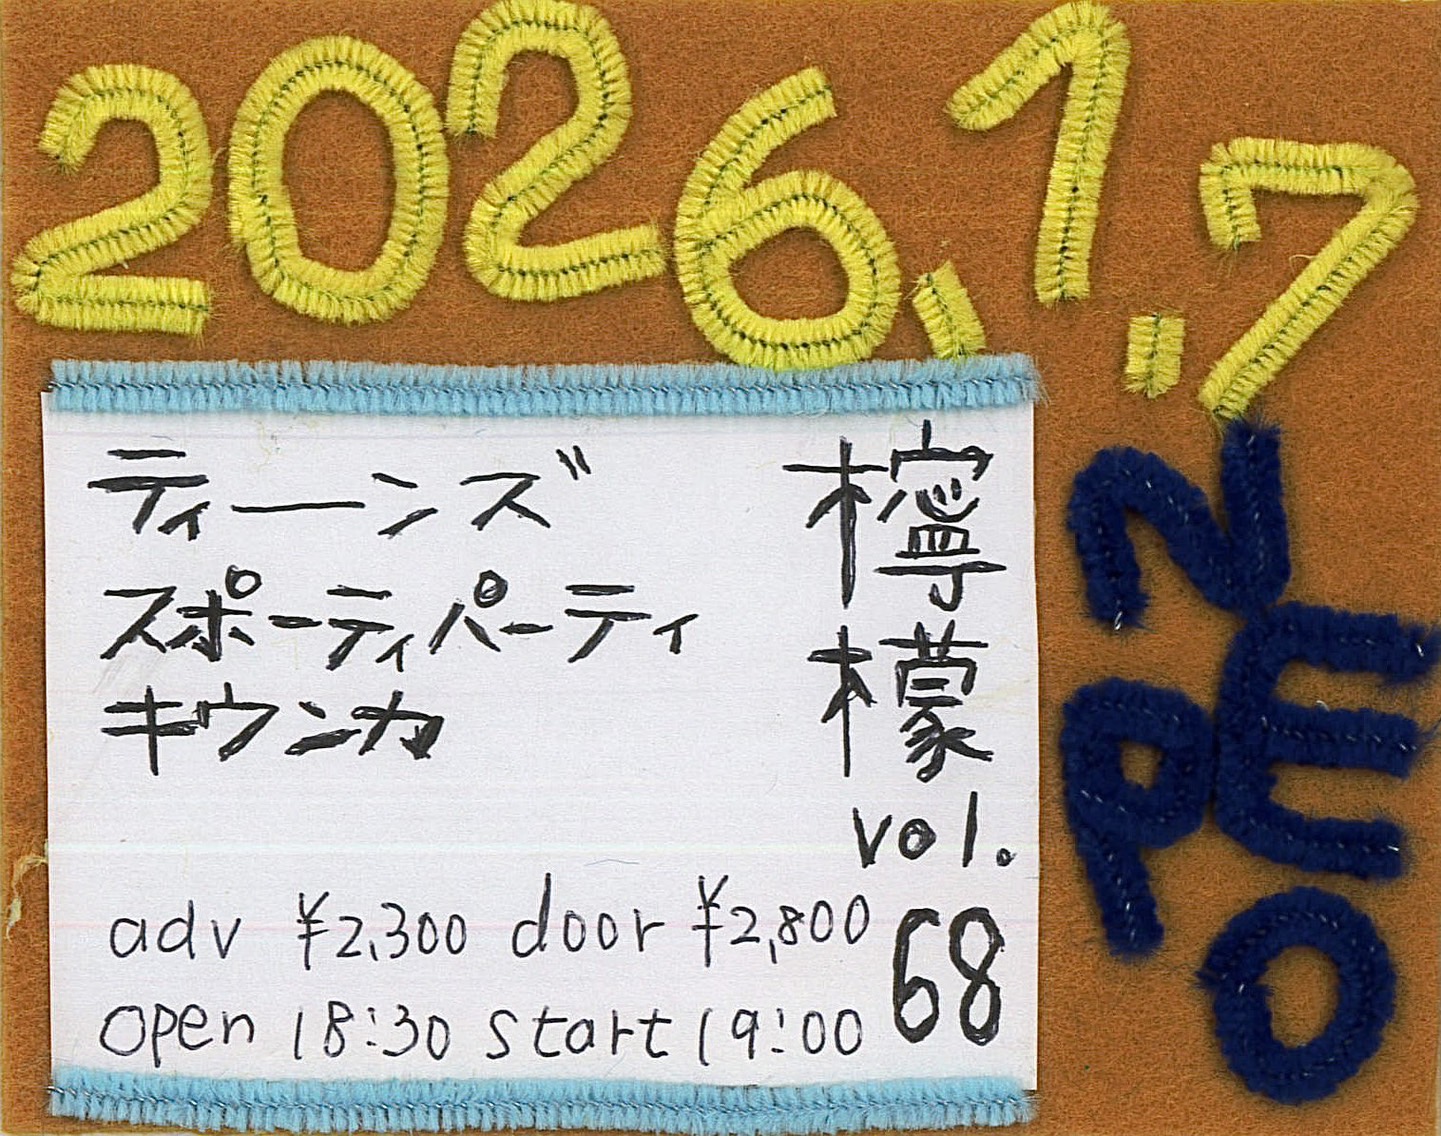 2026.1.7
NEPO
檸檬
vol.
68
ティーンズ
スポーティパーティ
キウンカ
adv ¥2,300 door ¥2,800
open 18:30 start 19:00